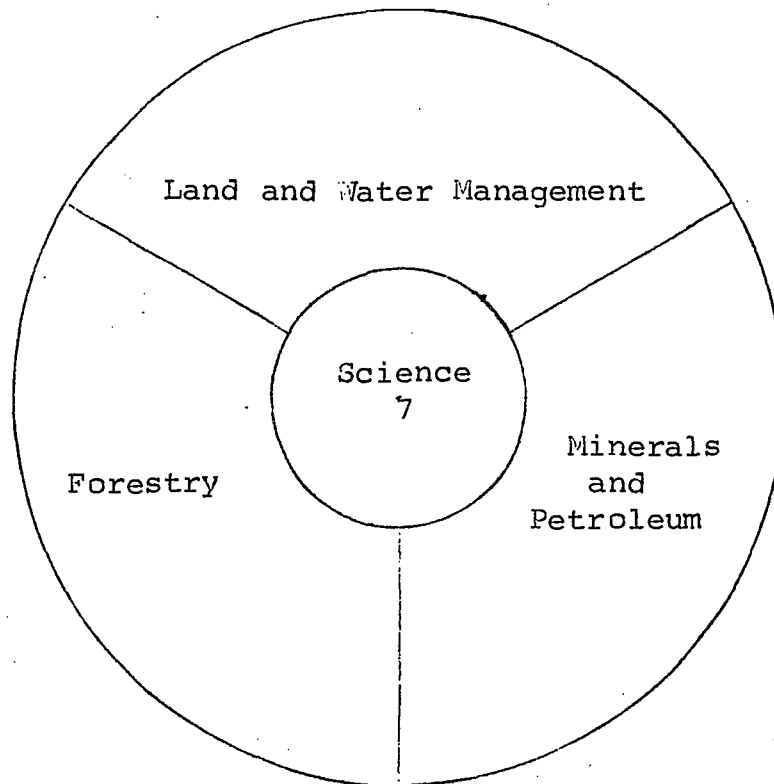 Land and Water Management
Science
7
Forestry
Minerals
and
Petroleum